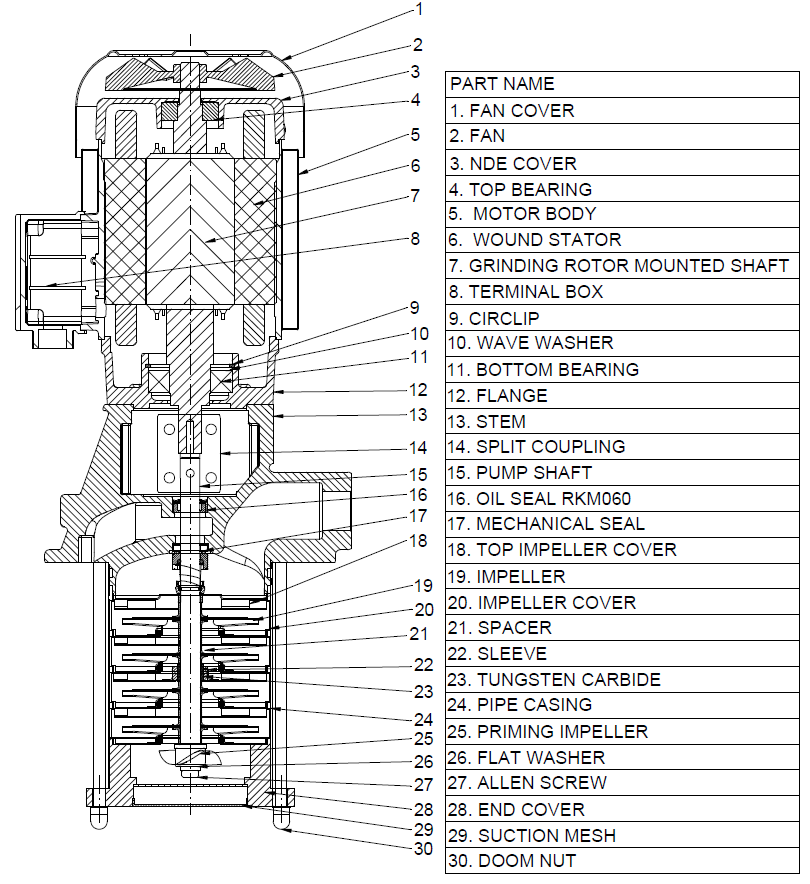 1
2
3
4
5
6
7
8
9
10
11
12
13
14
15
16
17
18
19
20
21
22
23
24
25
26
27
28
29
30
PART NAME
1. FAN COVER
2. FAN
3. NDE COVER
4. TOP BEARING
5. MOTOR BODY
6. WOUND STATOR
7. GRINDING ROTOR MOUNTED SHAFT
8. TERMINAL BOX
9. CIRCLIP
10. WAVE WASHER
11. BOTTOM BEARING
12. FLANGE
13. STEM
14. SPLIT COUPLING
15. PUMP SHAFT
16. OIL SEAL RKM060
17. MECHANICAL SEAL
18. TOP IMPELLER COVER
19. IMPELLER
20. IMPELLER COVER
21. SPACER
22. SLEEVE
23. TUNGSTEN CARBIDE
24. PIPE CASING
25. PRIMING IMPELLER
26. FLAT WASHER
27. ALLEN SCREW
28. END COVER
29. SUCTION MESH
30. DOOM NUT